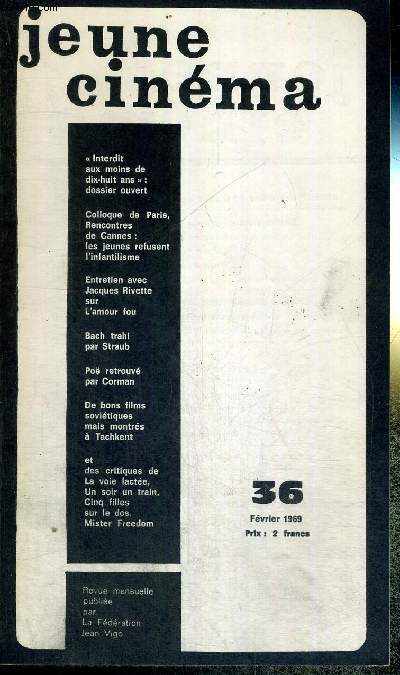 jeune
cinéma
« Interdit
aux moins de
dix-huit ans » :
dossier ouvert
Colloque de Paris,
Rencontres
de Cannes :
les jeunes refusent
l'infantilisme
Entretien avec
Jacques Rivette
sur
L'amour fou
Bach trahi
par Straub
Poë retrouvé
par Corman
De bons films
soviétiques
mais montrés
à Tachkent
et
des critiques de
La voie lactée,
Un soir un train,
Cinq filles
sur le dos,
Mister Freedom
36
Février 1969
Prix : 2 francs
Revue mensuelle
publiée
par
La Fédération
Jean Vigo